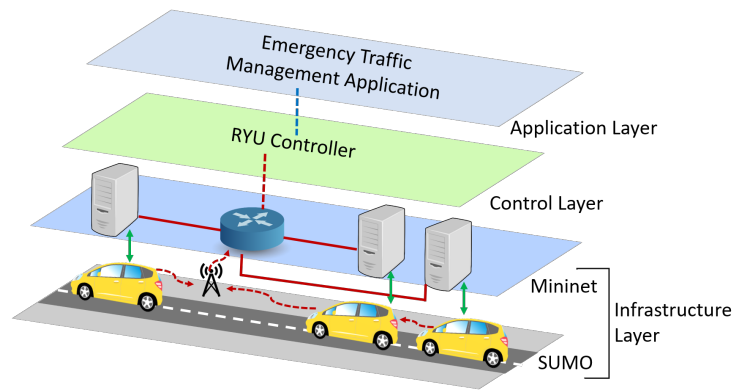 Emergency Traffic
Management Application
Application Layer
RYU Controller
Control Layer
Mininet
Infrastructure
Layer
SUMO